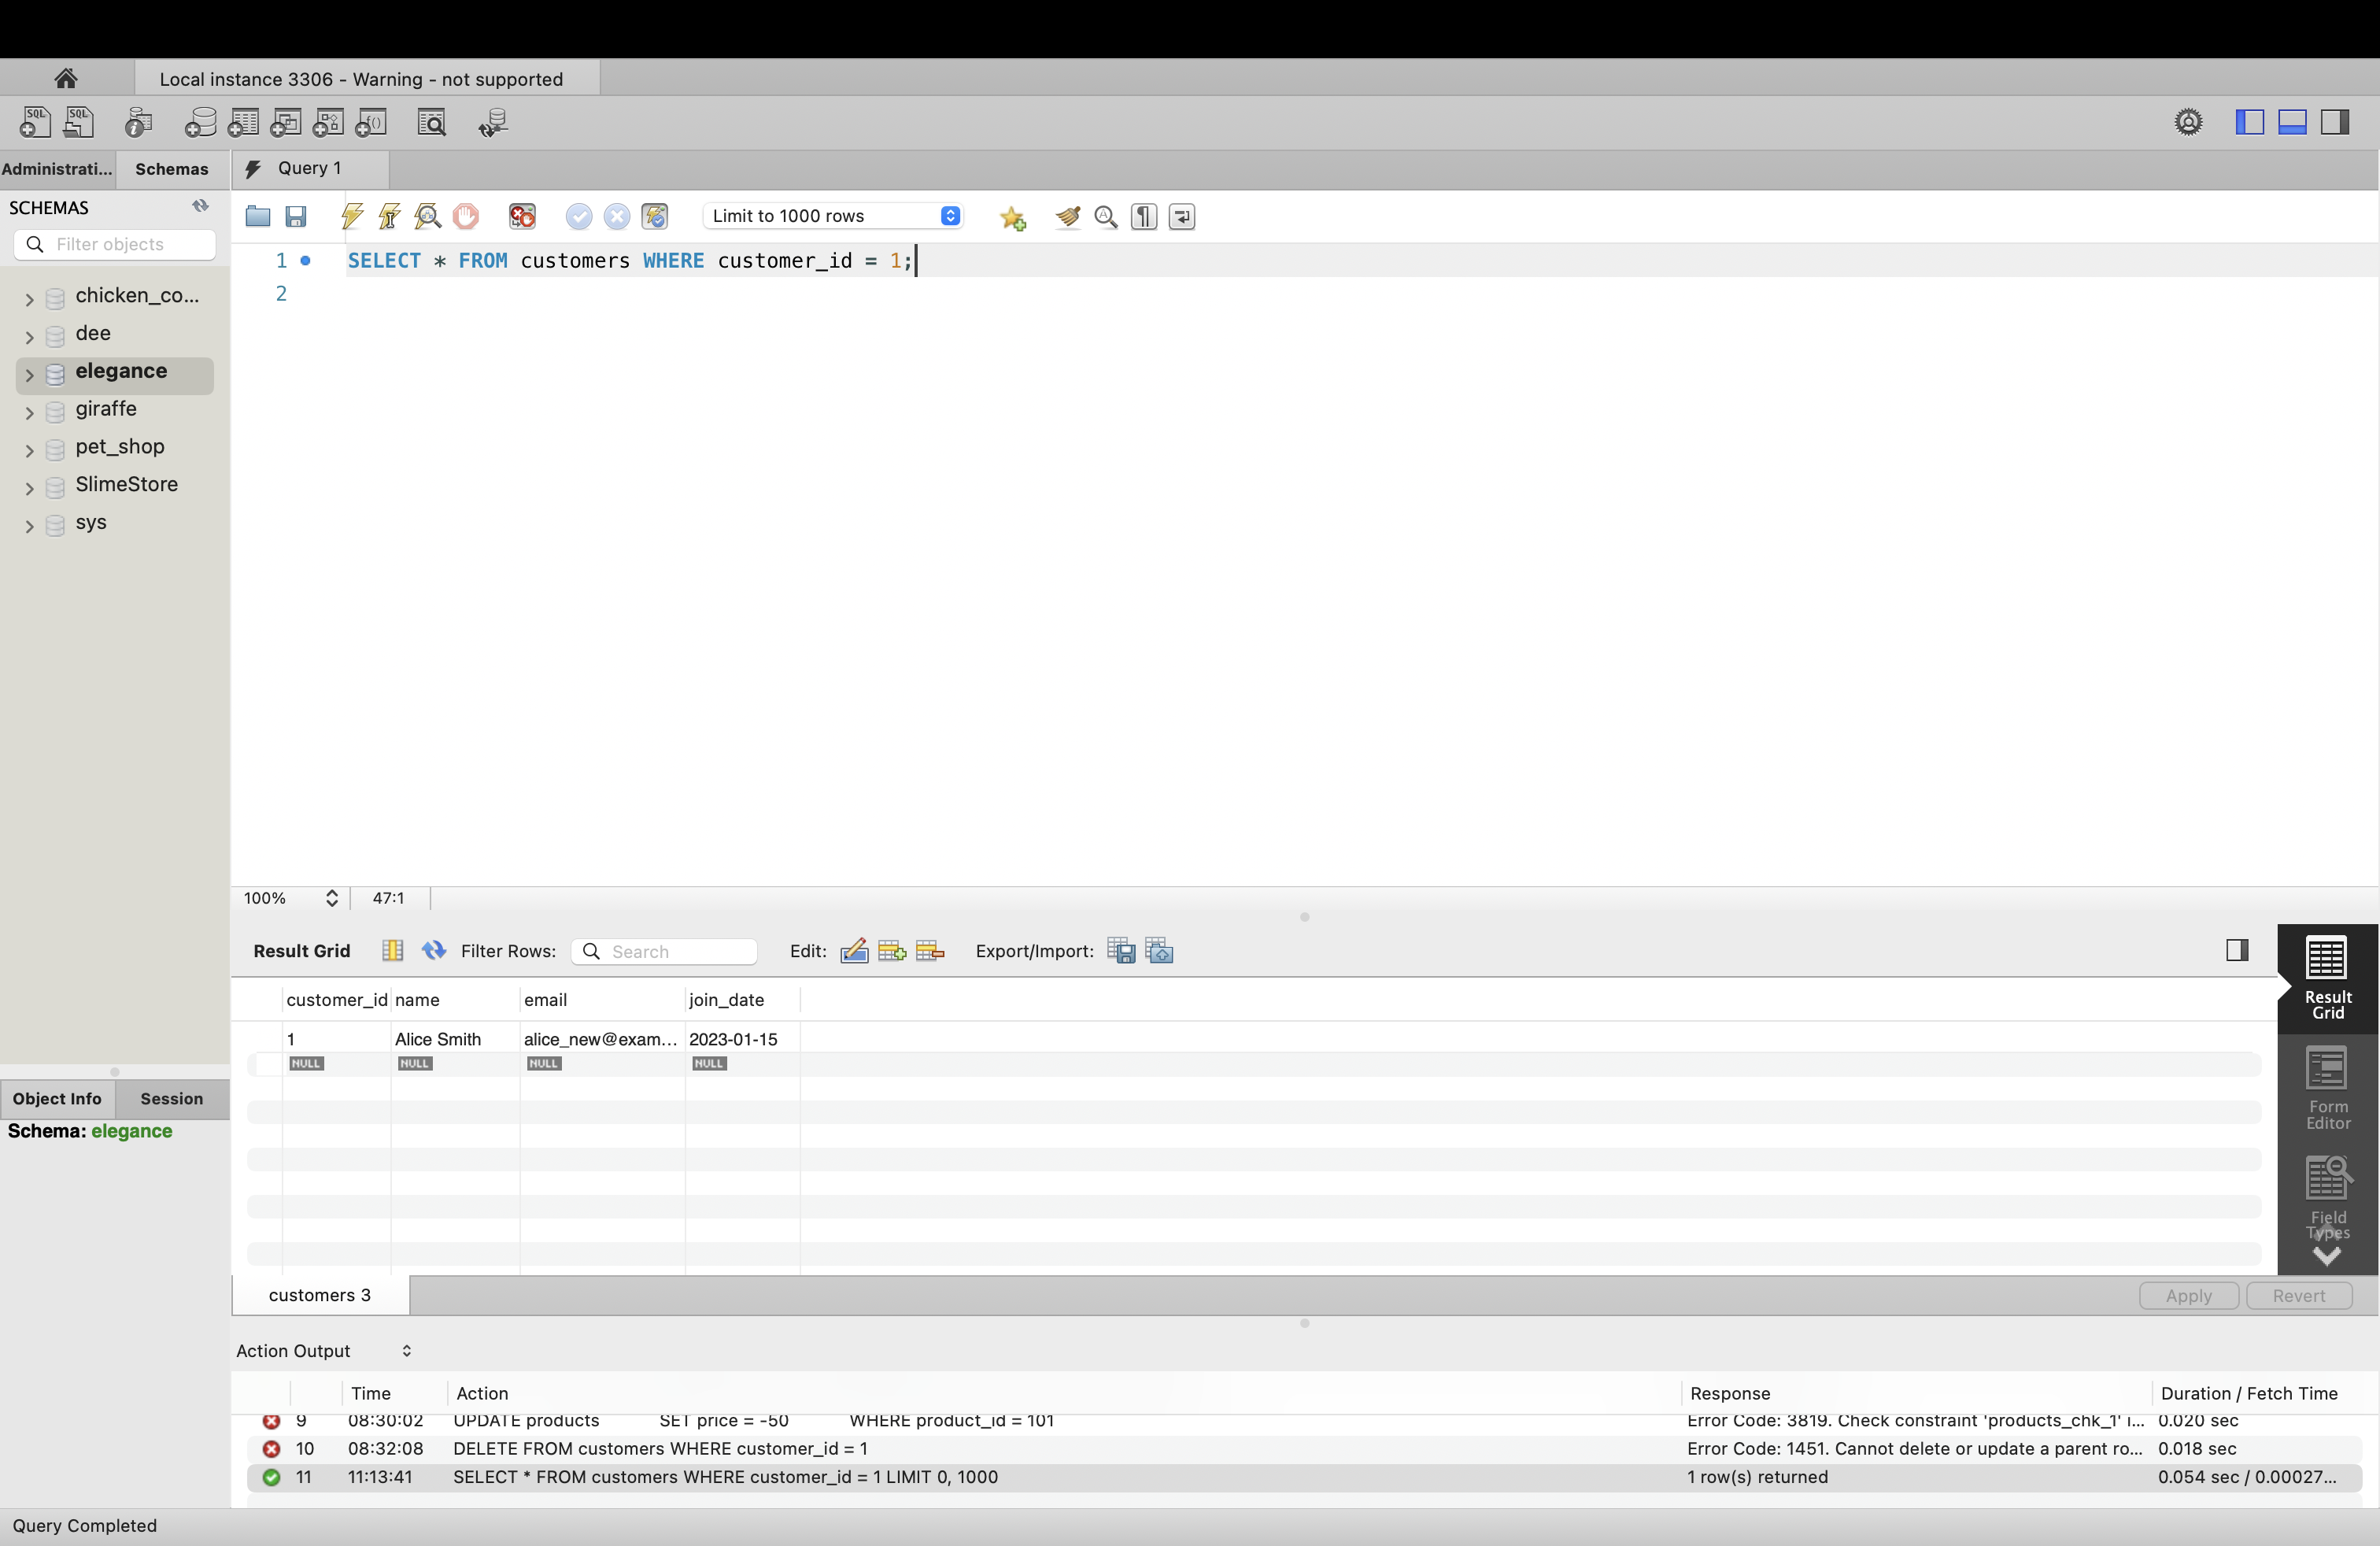 Local instance 3306 - Warning - not supported
SQL SQL
Administrati... Schemas Query 1
SCHEMAS
Filter objects
Limit to 1000 rows
1 SELECT * FROM customers WHERE customer_id = 1;
2
chicken_co...
dee
elegance
giraffe
pet_shop
SlimeStore
sys
100% 47:1
Result Grid Filter Rows: Search Edit: Export/Import:
Result
Grid
Form
Editor
Field
Types
customer_id name email join_date
1 Alice Smith alice_new@exam... 2023-01-15
NULL NULL NULL NULL
Object Info Session
Schema: elegance
customers 3 Apply Revert
Action Output
Time Action Response Duration / Fetch Time
9 08:30:02 UPDATE products SET price = -50 WHERE product_id = 101 Error Code: 3819. Check constraint 'products_chk_1' i... 0.020 sec
10 08:32:08 DELETE FROM customers WHERE customer_id = 1 Error Code: 1451. Cannot delete or update a parent ro... 0.018 sec
11 11:13:41 SELECT * FROM customers WHERE customer_id = 1 LIMIT 0, 1000 1 row(s) returned 0.054 sec / 0.00027...
Query Completed